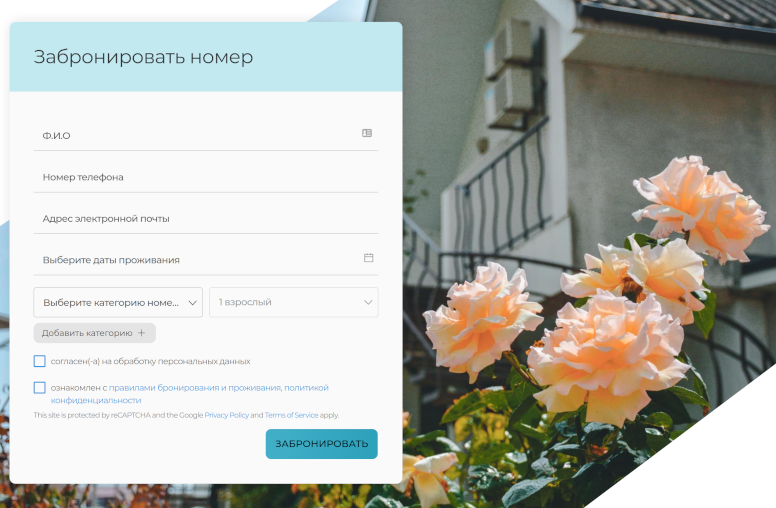 Забронировать номер
Ф.И.О
Номер телефона
Адрес электронной почты
Выберите даты проживания
Выберите категорию номе...
1 взрослый
Добавить категорию +
согласен(-а) на обработку персональных данных
ознакомлен с правилами бронирования и проживания, политикой
конфиденциальности
This site is protected by reCAPTCHA and the Google Privacy Policy and Terms of Service apply.
ЗАБРОНИРОВАТЬ